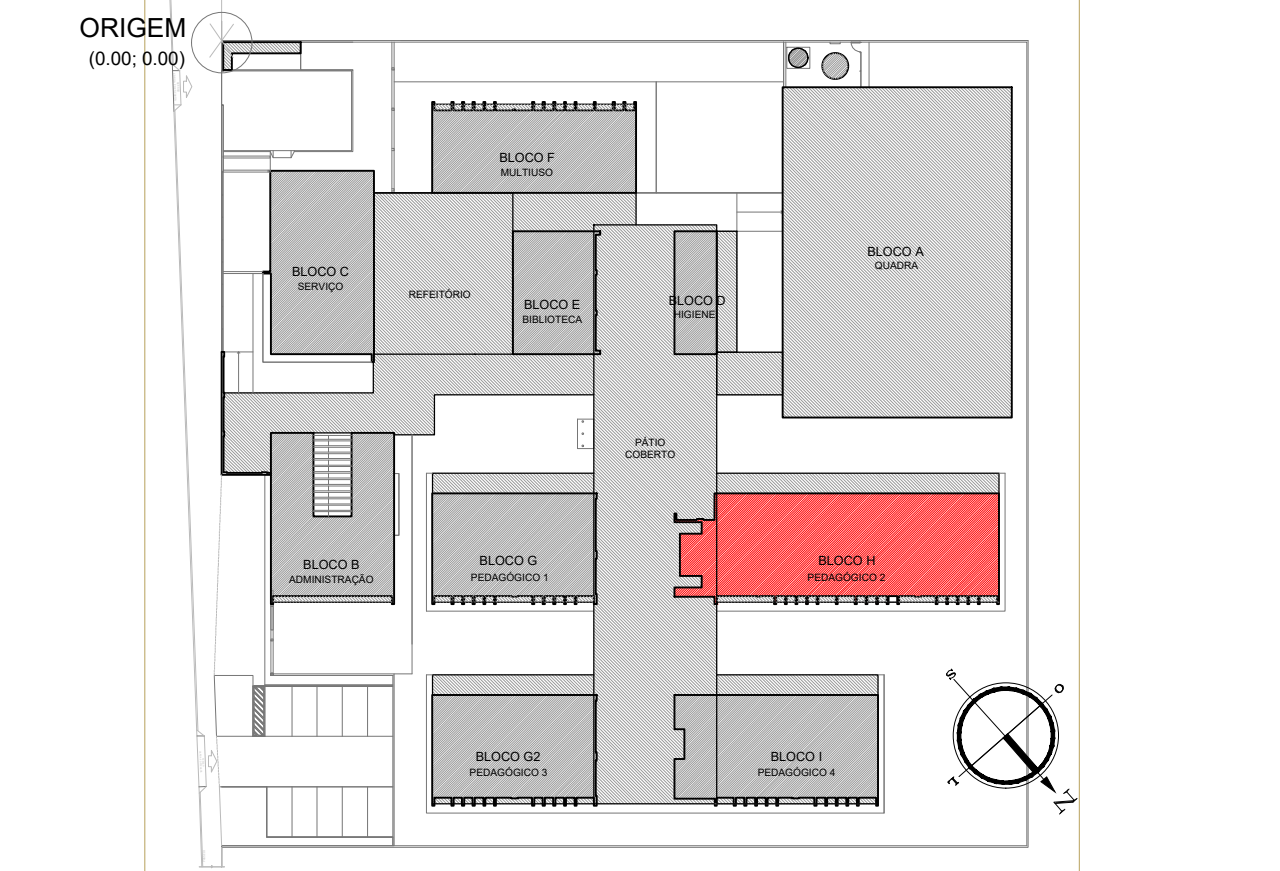 ORIGEM
(0.00; 0.00)
BLOCO F
MULTIUSO
BLOCO A
QUADRA
BLOCO C
SERVIÇO
REFEITÓRIO
BLOCO E
BIBLIOTECA
BLOCO D
HIGIENE
PÁTIO
COBERTO
BLOCO B
ADMINISTRAÇÃO
BLOCO G
PEDAGÓGICO 1
BLOCO H
PEDAGÓGICO 2
BLOCO G2
PEDAGÓGICO 3
BLOCO I
PEDAGÓGICO 4
S
O
L
N